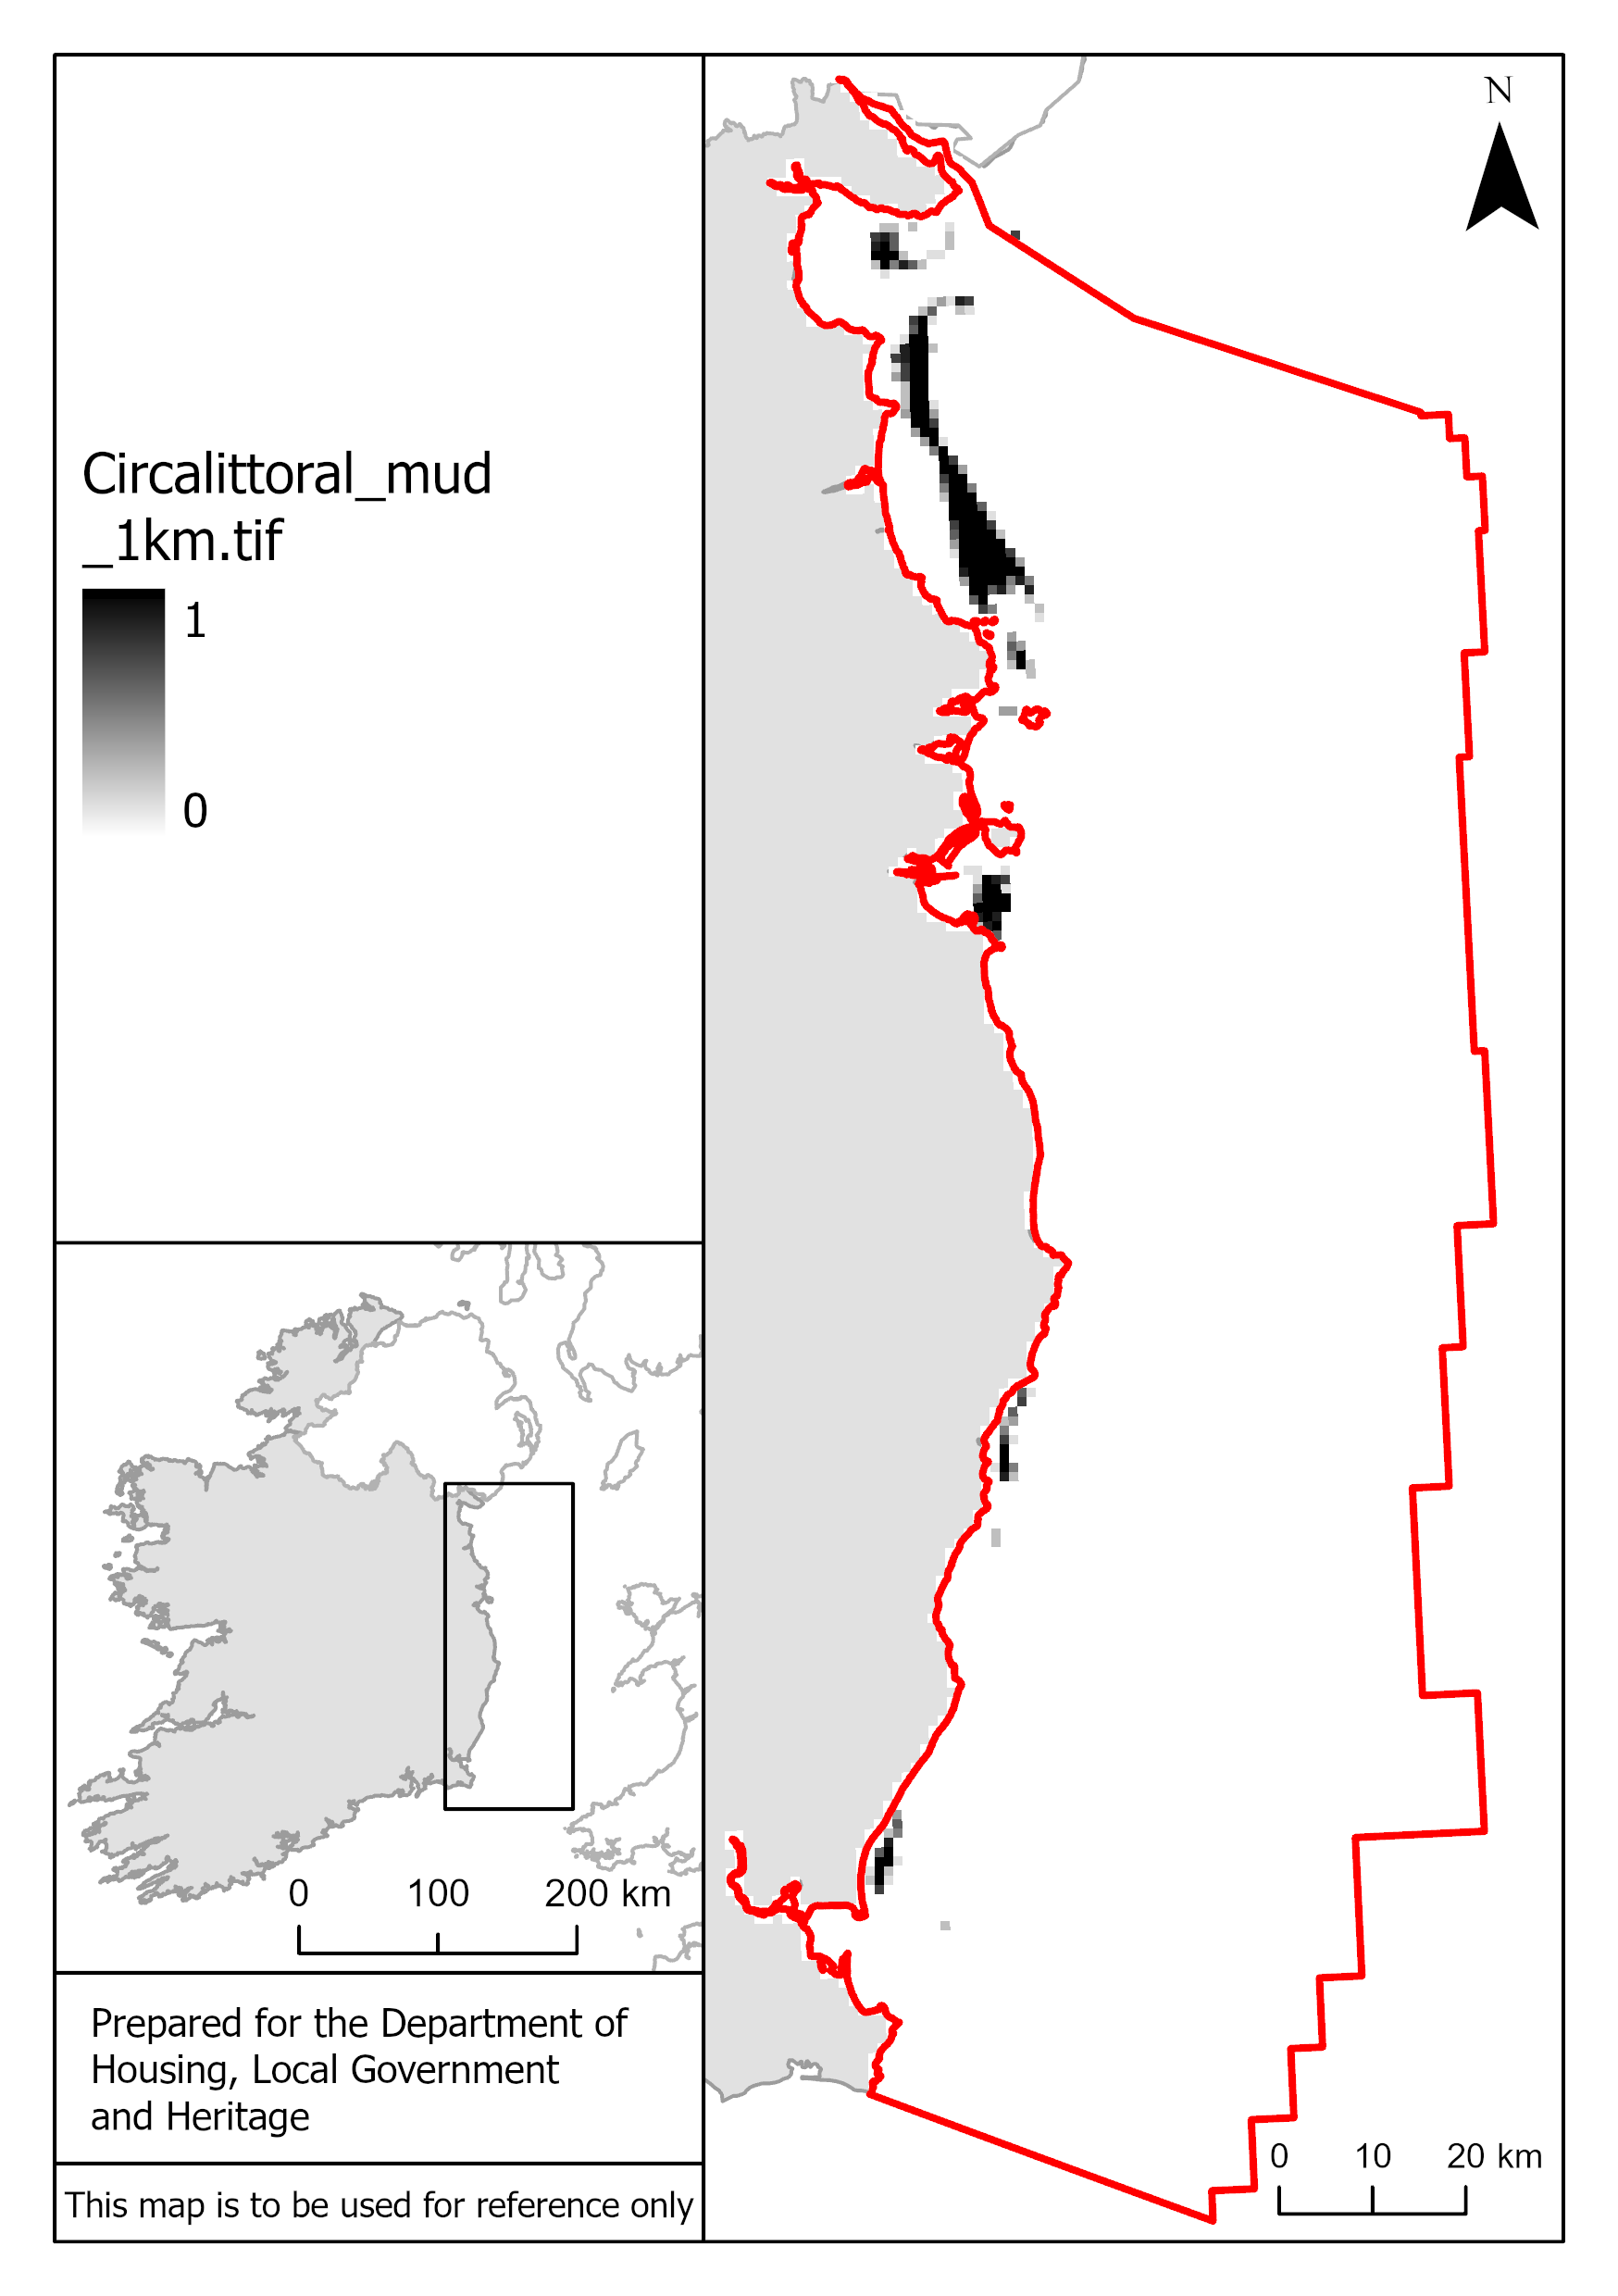 Circalittoral_mud
_1km.tif
1
0
0 100 200 km
Prepared for the Department of
Housing, Local Government
and Heritage
This map is to be used for reference only
N
0 10 20 km